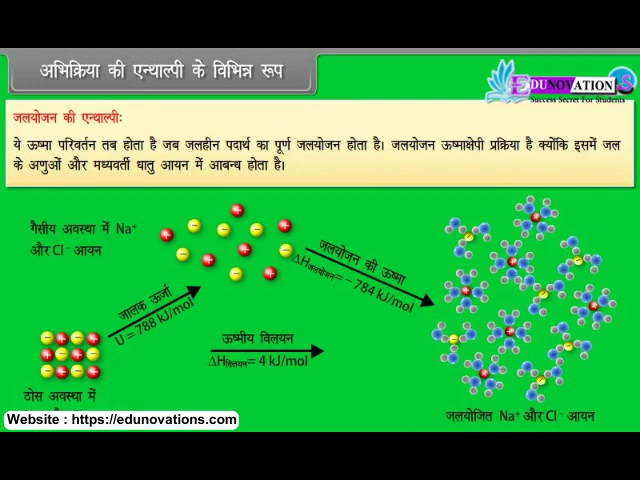 अभिक्रिया की एन्थाल्पी के विभिन्न रूप
EDUNOVATIONS
Success Secret For Students
जलयोजन की एन्थाल्पीः
ये ऊष्मा परिवर्तन तब होता है जब जलहीन पदार्थ का पूर्ण जलयोजन होता है। जलयोजन ऊष्माक्षेपी प्रक्रिया है क्योंकि इसमें जल
के अणुओं और मध्यवर्ती धातु आयन में आबन्ध होता है।
गैसीय अवस्था में Na⁺
और Cl⁻ आयन
जलयोजन की ऊष्मा
ΔHजलयोजन = − 784 kJ/mol
जालक ऊर्जा
U = 788 kJ/mol
ऊष्मीय विलयन
ΔHविलयन = 4 kJ/mol
ठोस अवस्था में
जलयोजित Na⁺ और Cl⁻ आयन
Website : https://edunovations.com